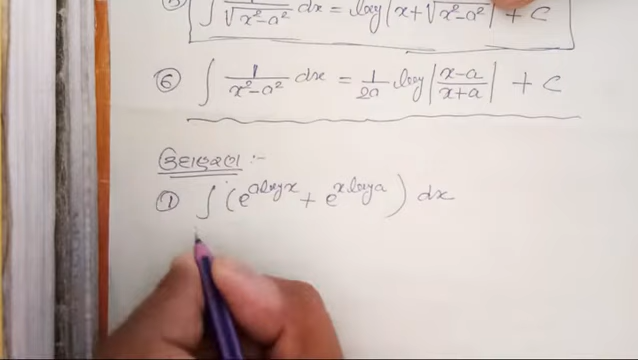 ⑤ ∫ 1/√(x²−a²) dx = log|x+√(x²−a²)| + C
⑥ ∫ 1/(x²−a²) dx = 1/2a log|(x−a)/(x+a)| + C
ଉଦାହରଣ :-
① ∫ (e^(a log x) + e^(x log a)) dx